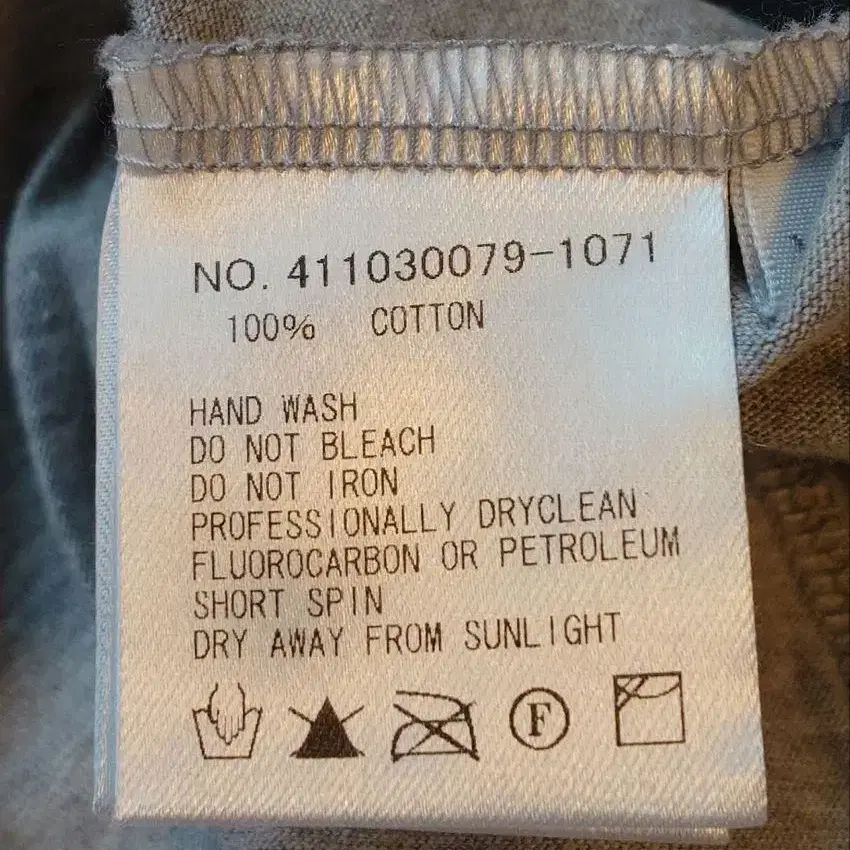 NO. 411030079-1071
100% COTTON
HAND WASH
DO NOT BLEACH
DO NOT IRON
PROFESSIONALLY DRYCLEAN
FLUOROCARBON OR PETROLEUM
SHORT SPIN
DRY AWAY FROM SUNLIGHT
F